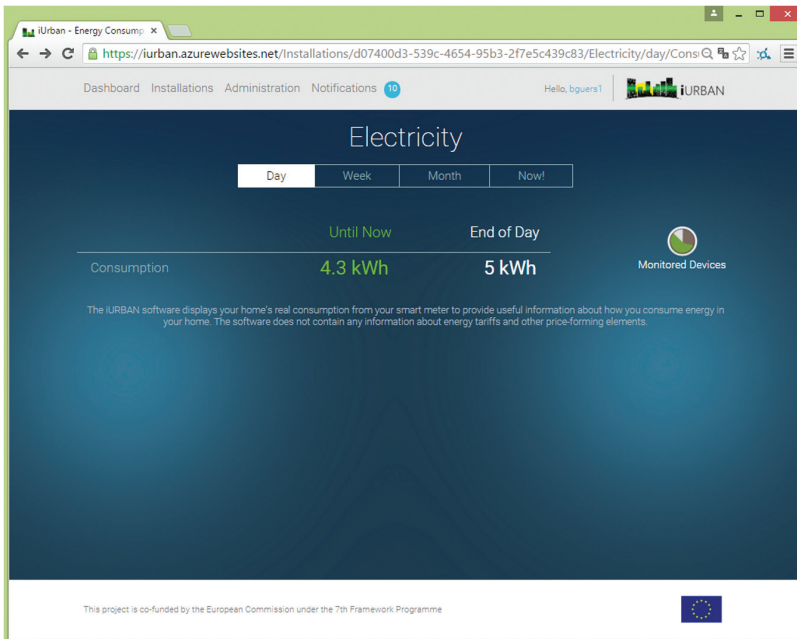 iUrban - Energy Consump
https://iurban.azurewebsites.net/Installations/d07400d3-539c-4654-95b3-2f7e5c439c83/Electricity/day/Cons
Dashboard Installations Administration Notifications 10 Hello, bguers1 iURBAN
Electricity
Day Week Month Now!
Until Now End of Day
Consumption 4.3 kWh 5 kWh
Monitored Devices
The iURBAN software displays your home's real consumption from your smart meter to provide useful information about how you consume energy in
your home. The software does not contain any information about energy tariffs and other price-forming elements.
This project is co-funded by the European Commission under the 7th Framework Programme